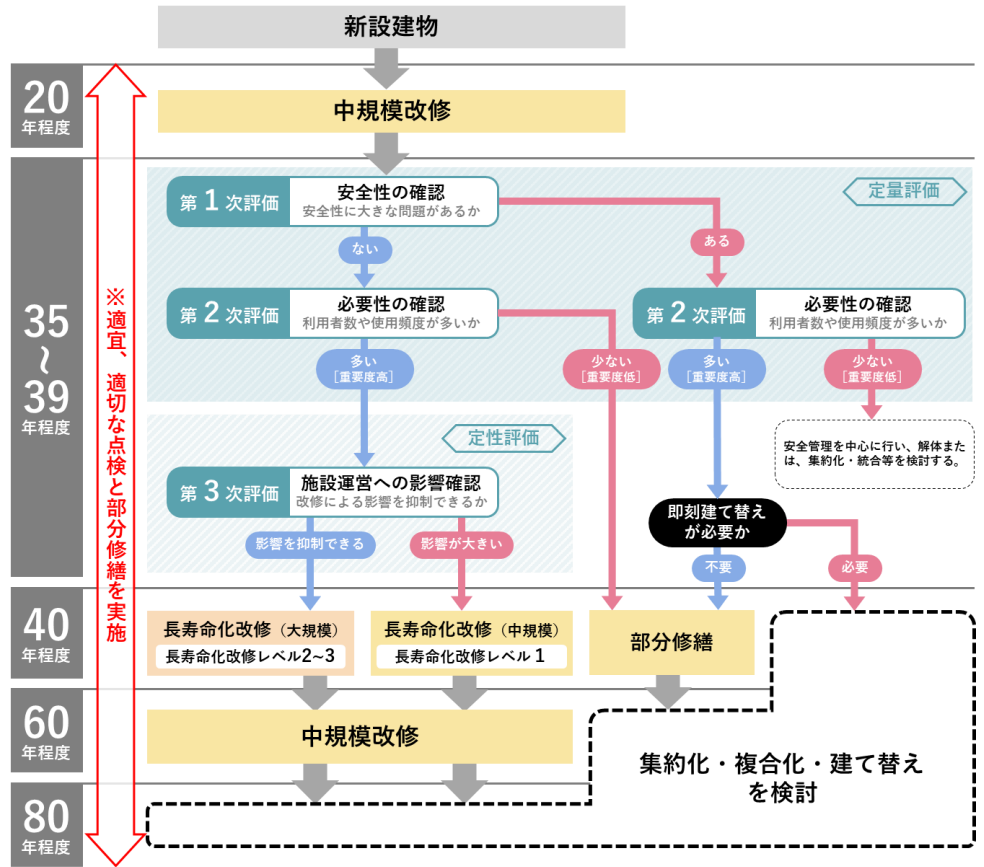 新設建物
20
年程度
中規模改修
35
～
39
年程度
定量評価
第1次評価
安全性の確認
安全性に大きな問題があるか
ない
ある
第2次評価
必要性の確認
利用者数や使用頻度が多いか
第2次評価
必要性の確認
利用者数や使用頻度が多いか
多い
［重要度高］
少ない
［重要度低］
多い
［重要度高］
少ない
［重要度低］
安全管理を中心に行い、解体また
は、集約化・統合等を検討する。
定性評価
第3次評価
施設運営への影響確認
改修による影響を抑制できるか
即刻建て替え
が必要か
影響を抑制できる
影響が大きい
不要
必要
40
年程度
長寿命化改修（大規模）
長寿命化改修レベル2~3
長寿命化改修（中規模）
長寿命化改修レベル1
部分修繕
60
年程度
中規模改修
集約化・複合化・建て替え
を検討
80
年程度
※適宜、適切な点検と部分修繕を実施